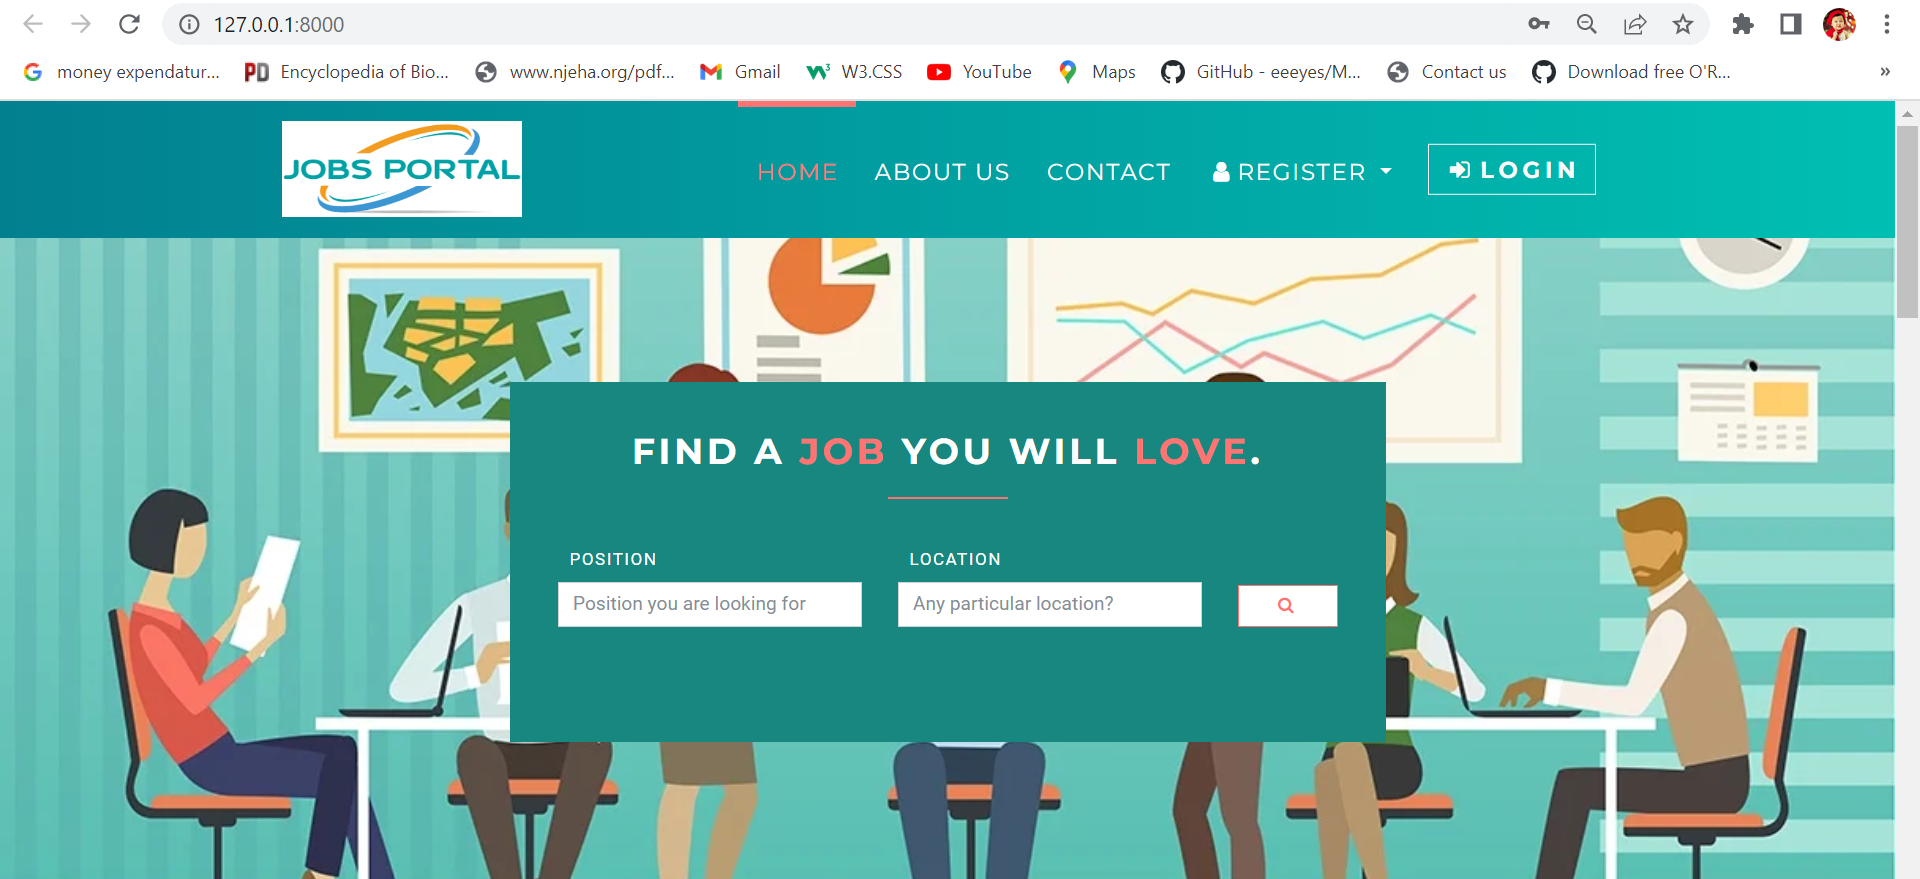 127.0.0.1:8000
money expendatur...
Encyclopedia of Bio...
www.njeha.org/pdf...
Gmail
W3.CSS
YouTube
Maps
GitHub - eeeyes/M...
Contact us
Download free O'R...
»
JOBS PORTAL
HOME
ABOUT US
CONTACT
REGISTER
LOGIN
FIND A JOB YOU WILL LOVE.
POSITION
LOCATION
Position you are looking for
Any particular location?